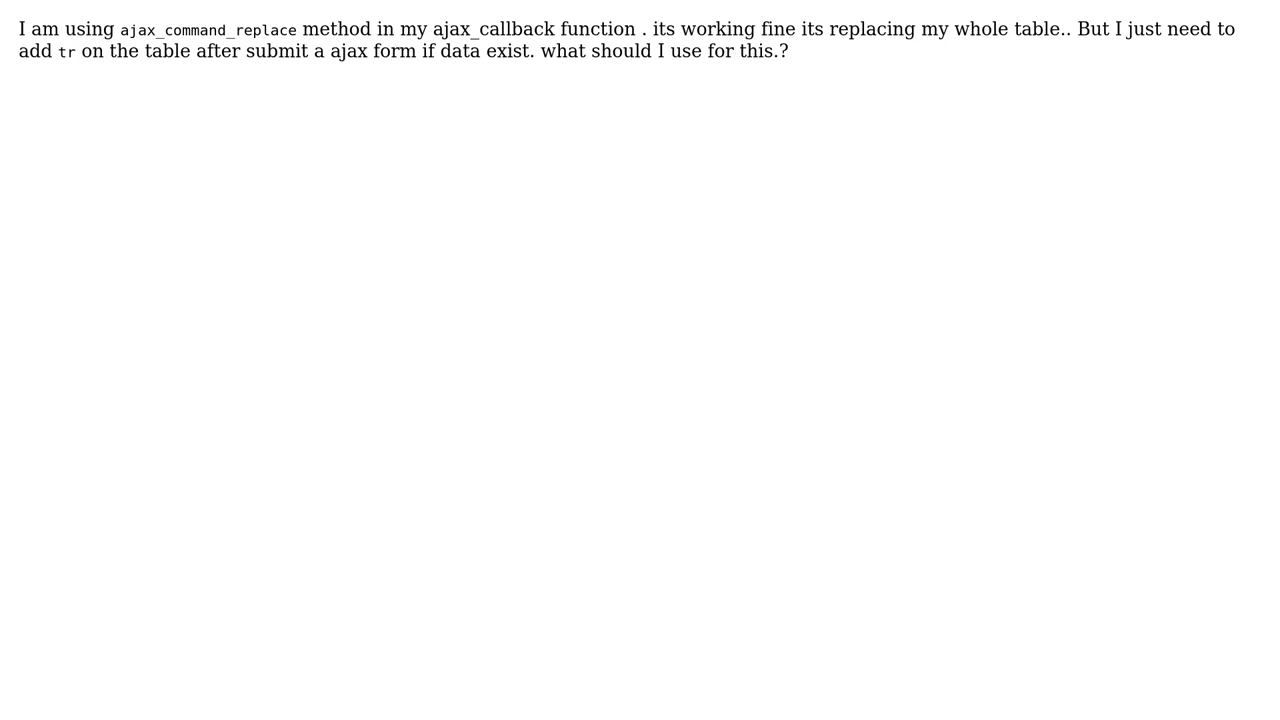 I am using ajax_command_replace method in my ajax_callback function . its working fine its replacing my whole table.. But I just need to
add tr on the table after submit a ajax form if data exist. what should I use for this.?